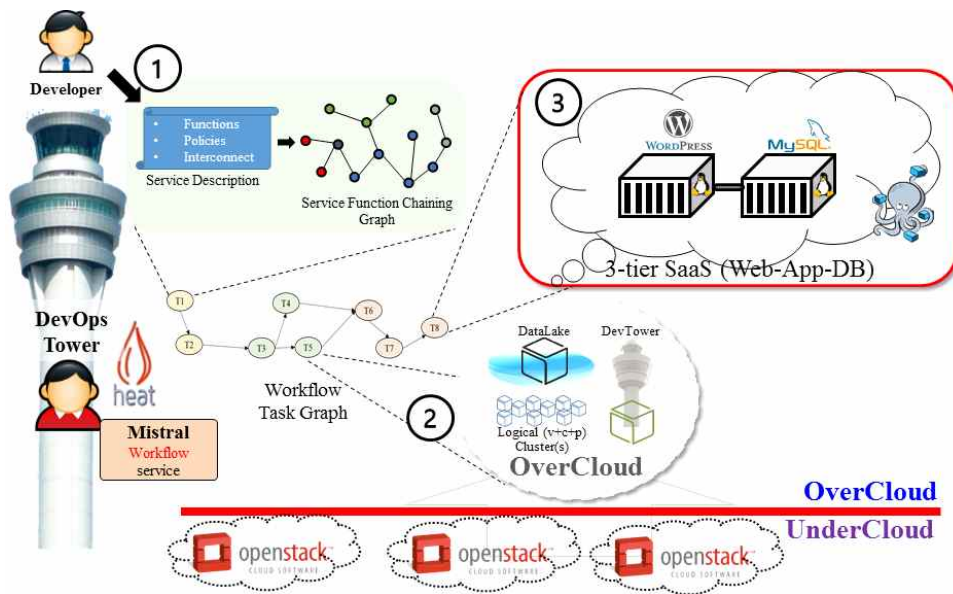 Developer
1
• Functions
• Policies
• Interconnect
Service Description
Service Function Chaining
Graph
3
WORDPRESS
MySQL
3-tier SaaS (Web-App-DB)
DevOps
Tower
heat
Mistral
Workflow
service
T1
T2
T3
T4
T5
T6
T7
T8
Workflow
Task Graph
2
DataLake
DevTower
Logical (v+c+p)
Cluster(s)
OverCloud
OverCloud
UnderCloud
openstack
CLOUD SOFTWARE
openstack
CLOUD SOFTWARE
openstack
CLOUD SOFTWARE